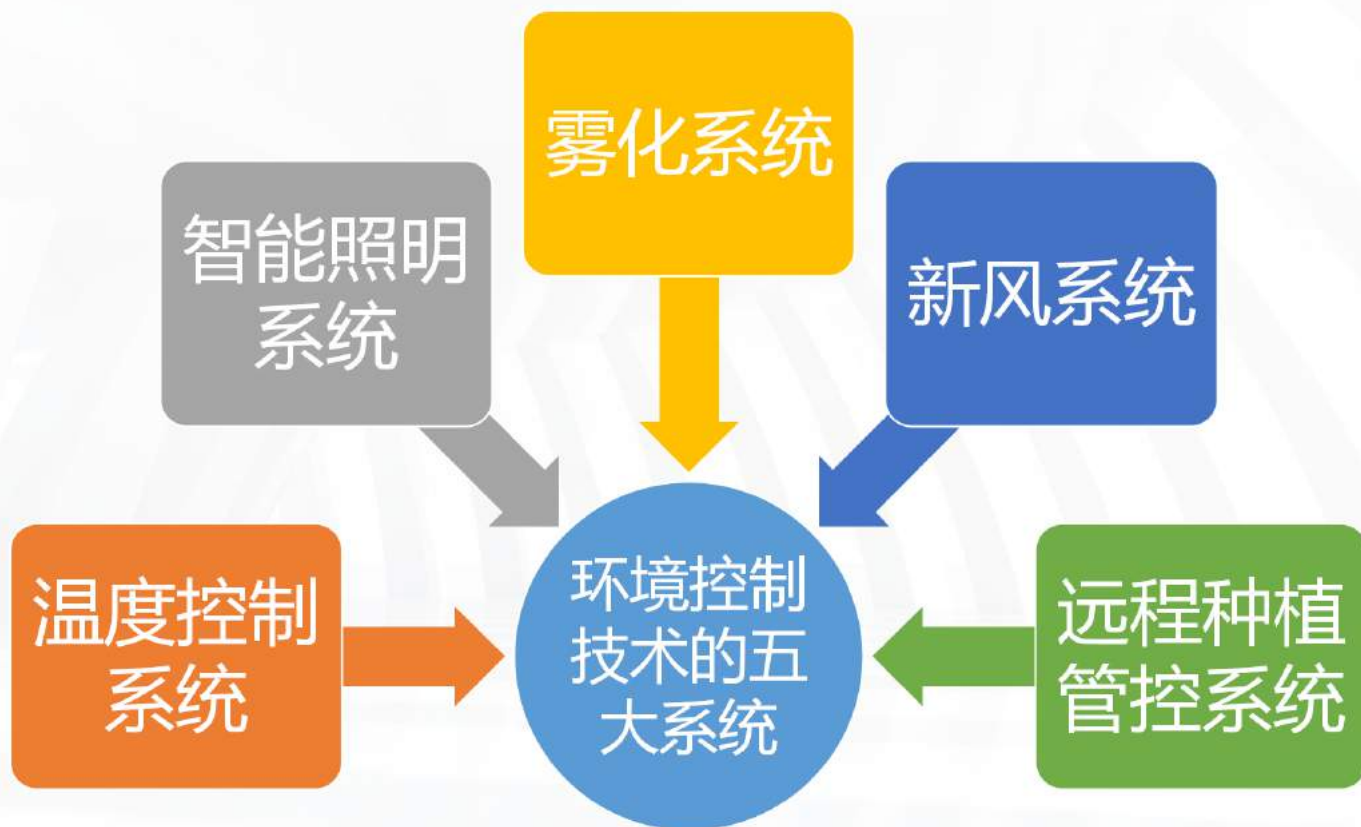 雾化系统
智能照明
系统
新风系统
温度控制
系统
环境控制
技术的五
大系统
远程种植
管控系统